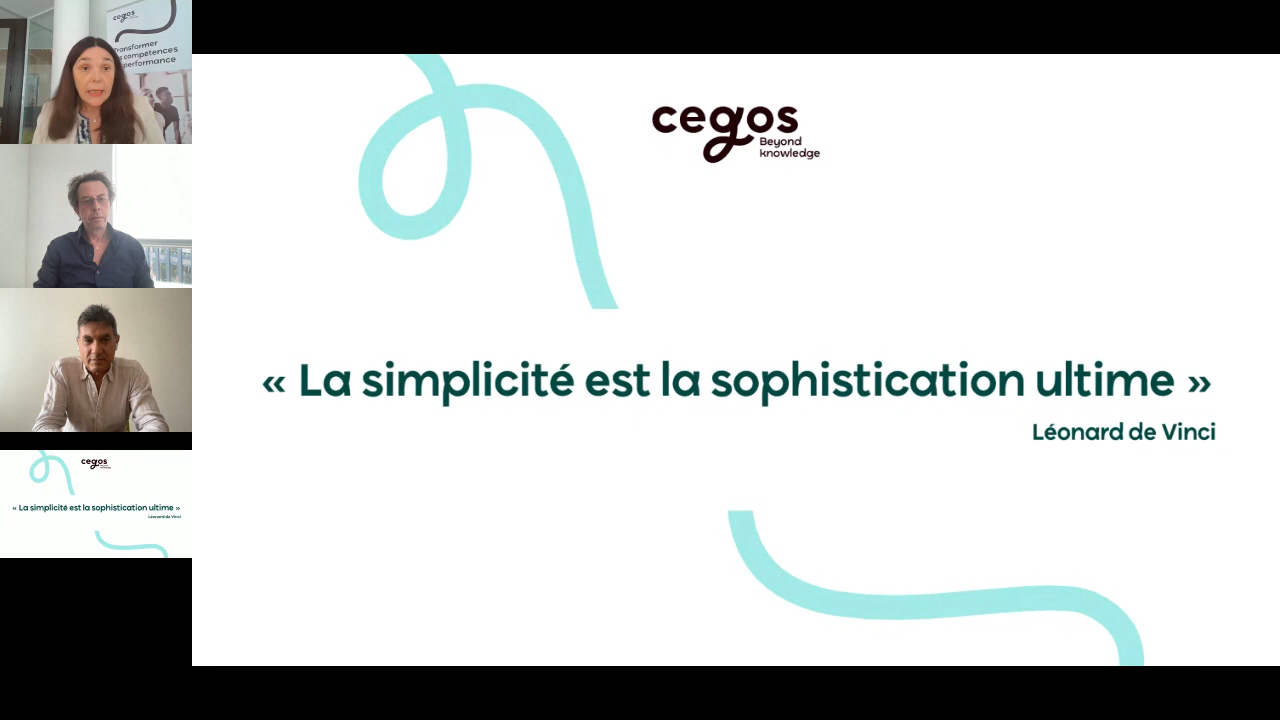 cegos
Transformer
compétences
performance
cegos
Beyond
knowledge
« La simplicité est la sophistication ultime »
Léonard de Vinci
cegos
« La simplicité est la sophistication ultime »
Léonard de Vinci